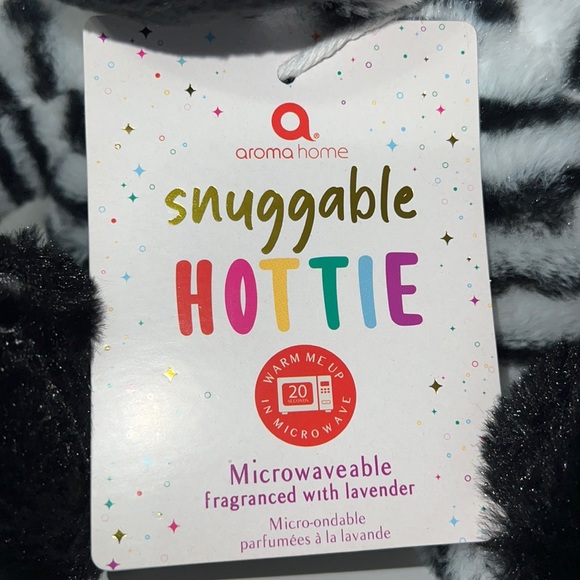 aroma home
snuggable
HOTTIE
WARM ME UP
20
IN MICROWAVE
Microwaveable
fragranced with lavender
Micro-ondable
parfumées à la lavande